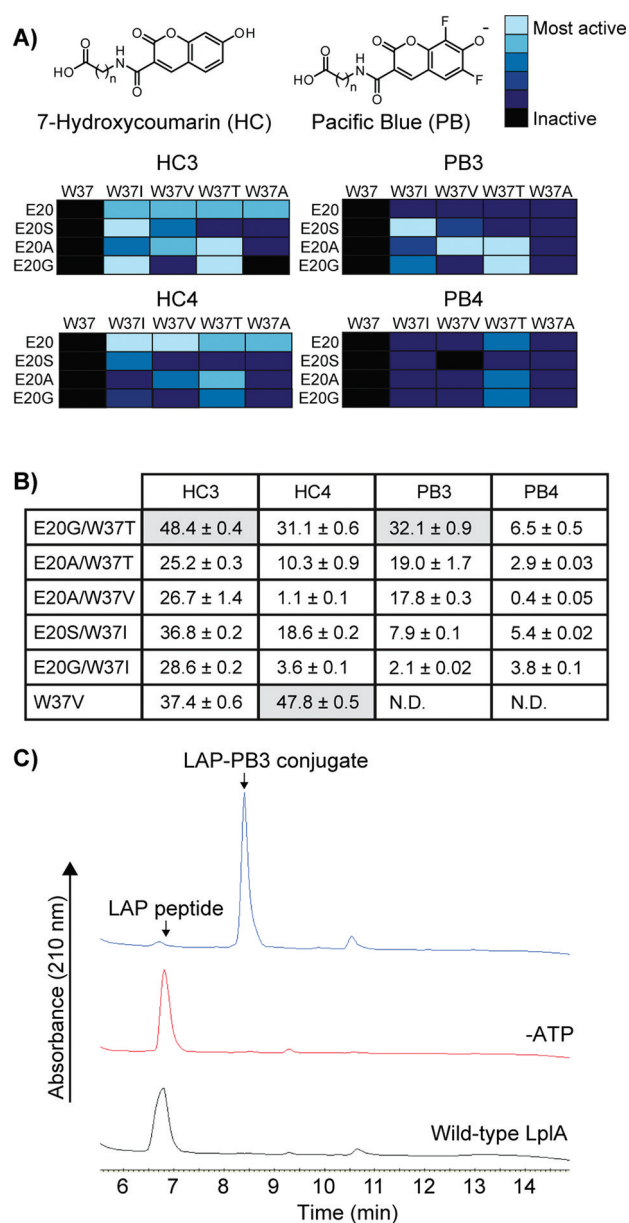 A)
O
OH
HO
N
H
n
O
O
O
7-Hydroxycoumarin (HC)
F
O
O
O⁻
HO
N
H
n
O
O
F
Pacific Blue (PB)
Most active
Inactive
HC3
W37 W37I W37V W37T W37A
E20
E20S
E20A
E20G
PB3
W37 W37I W37V W37T W37A
E20
E20S
E20A
E20G
HC4
W37 W37I W37V W37T W37A
E20
E20S
E20A
E20G
PB4
W37 W37I W37V W37T W37A
E20
E20S
E20A
E20G
B)
HC3 HC4 PB3 PB4
E20G/W37T 48.4 ± 0.4 31.1 ± 0.6 32.1 ± 0.9 6.5 ± 0.5
E20A/W37T 25.2 ± 0.3 10.3 ± 0.9 19.0 ± 1.7 2.9 ± 0.03
E20A/W37V 26.7 ± 1.4 1.1 ± 0.1 17.8 ± 0.3 0.4 ± 0.05
E20S/W37I 36.8 ± 0.2 18.6 ± 0.2 7.9 ± 0.1 5.4 ± 0.02
E20G/W37I 28.6 ± 0.2 3.6 ± 0.1 2.1 ± 0.02 3.8 ± 0.1
W37V 37.4 ± 0.6 47.8 ± 0.5 N.D. N.D.
C)
LAP-PB3 conjugate
LAP peptide
-ATP
Wild-type LplA
Absorbance (210 nm)
6 7 8 9 10 11 12 13 14
Time (min)